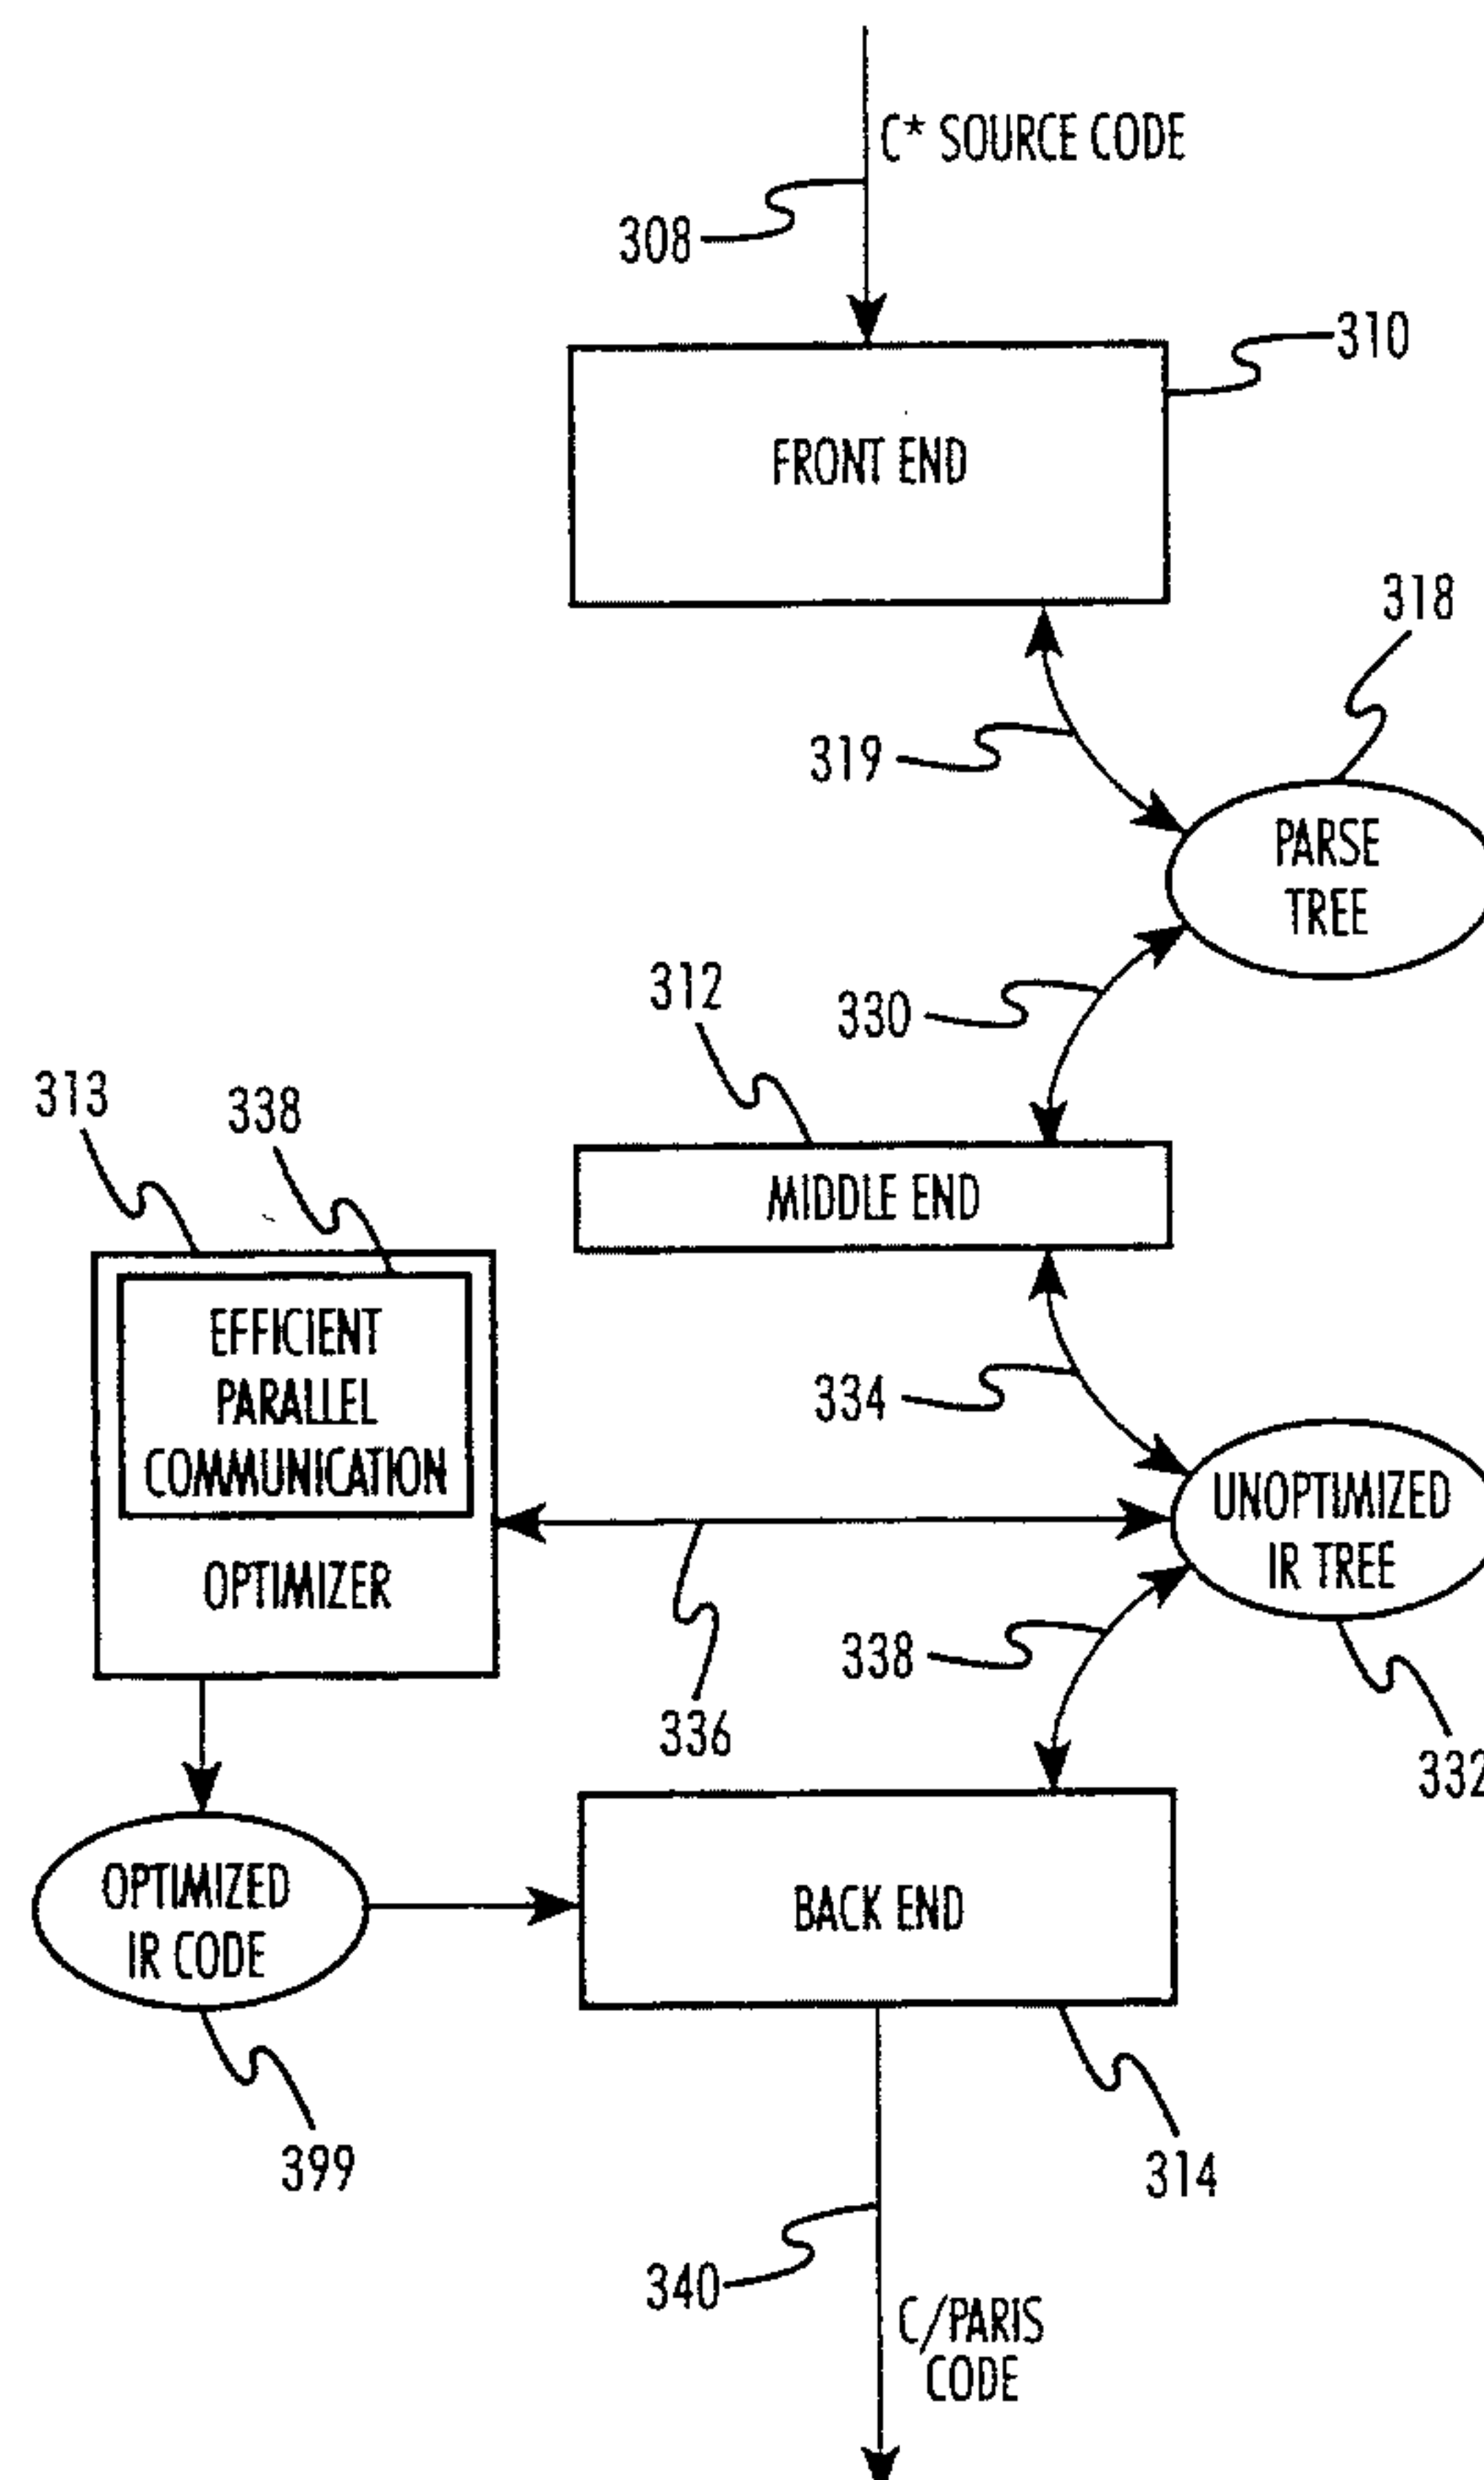 C* SOURCE CODE
308
310
FRONT END
318
319
PARSE
TREE
312
330
313
338
MIDDLE END
EFFICIENT
PARALLEL
COMMUNICATION
334
UNOPTIMIZED
IR TREE
OPTIMIZER
338
336
332
OPTIMIZED
IR CODE
BACK END
399
314
340
C/PARIS
CODE